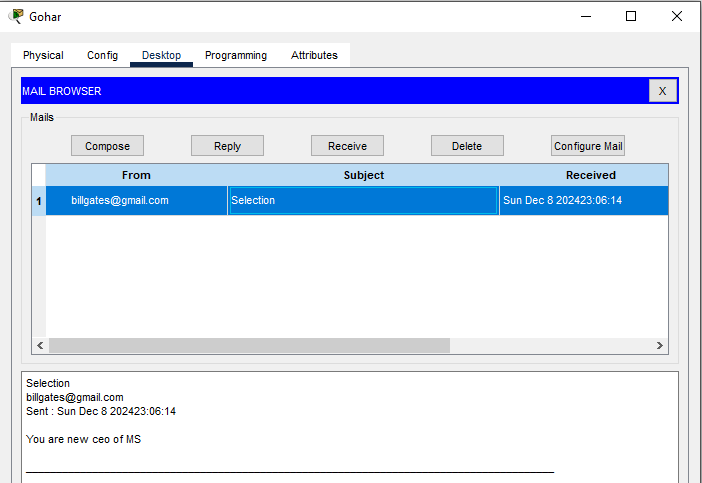 Gohar
Physical Config Desktop Programming Attributes
MAIL BROWSER X
Mails
Compose Reply Receive Delete Configure Mail
From Subject Received
1 billgates@gmail.com Selection Sun Dec 8 202423:06:14
Selection
billgates@gmail.com
Sent : Sun Dec 8 202423:06:14
You are new ceo of MS